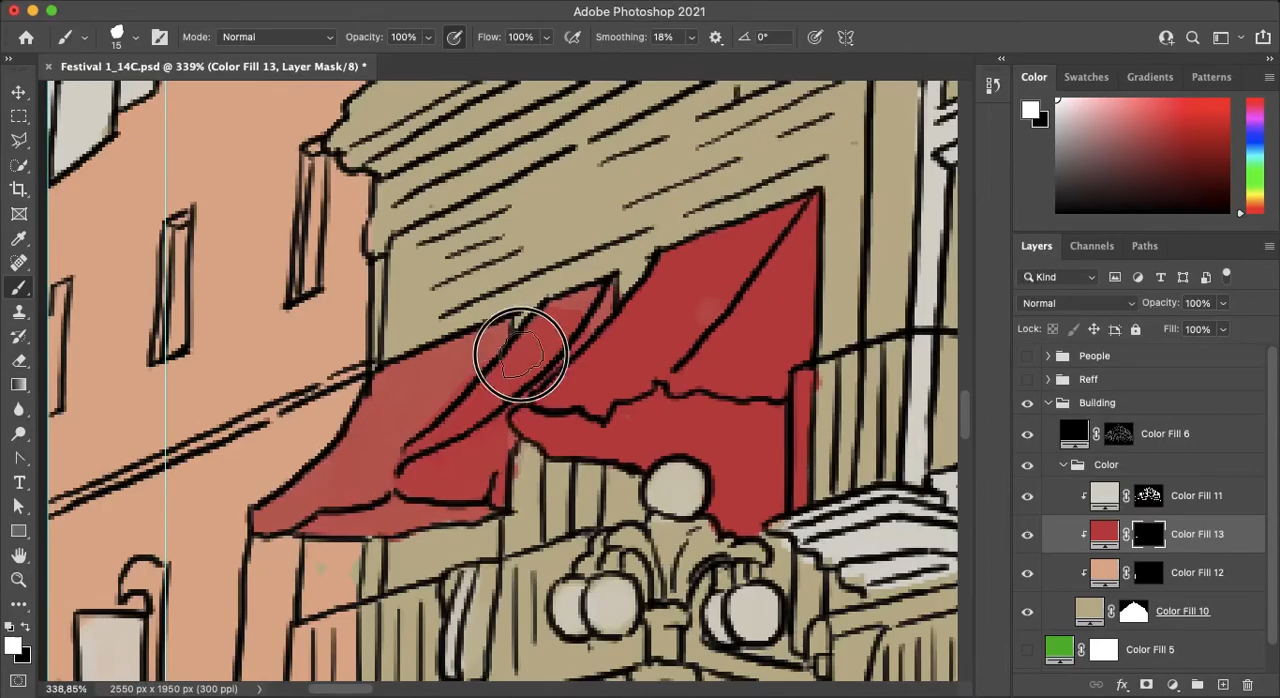 Adobe Photoshop 2021
15 Mode: Normal Opacity: 100% Flow: 100% Smoothing: 18% 0°
Festival 1_14C.psd @ 339% (Color Fill 13, Layer Mask/8) *
Color Swatches Gradients Patterns
Layers Channels Paths
Kind
Normal Opacity: 100%
Lock: Fill: 100%
People
Reff
Building
Color Fill 6
Color
Color Fill 11
Color Fill 13
Color Fill 12
Color Fill 10
Color Fill 5
338,85% 2550 px x 1950 px (300 ppi)